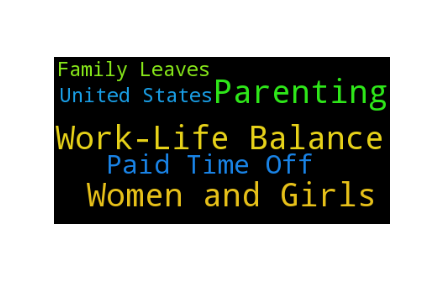 Family Leaves
United States
Parenting
Work-Life Balance
Paid Time Off
Women and Girls